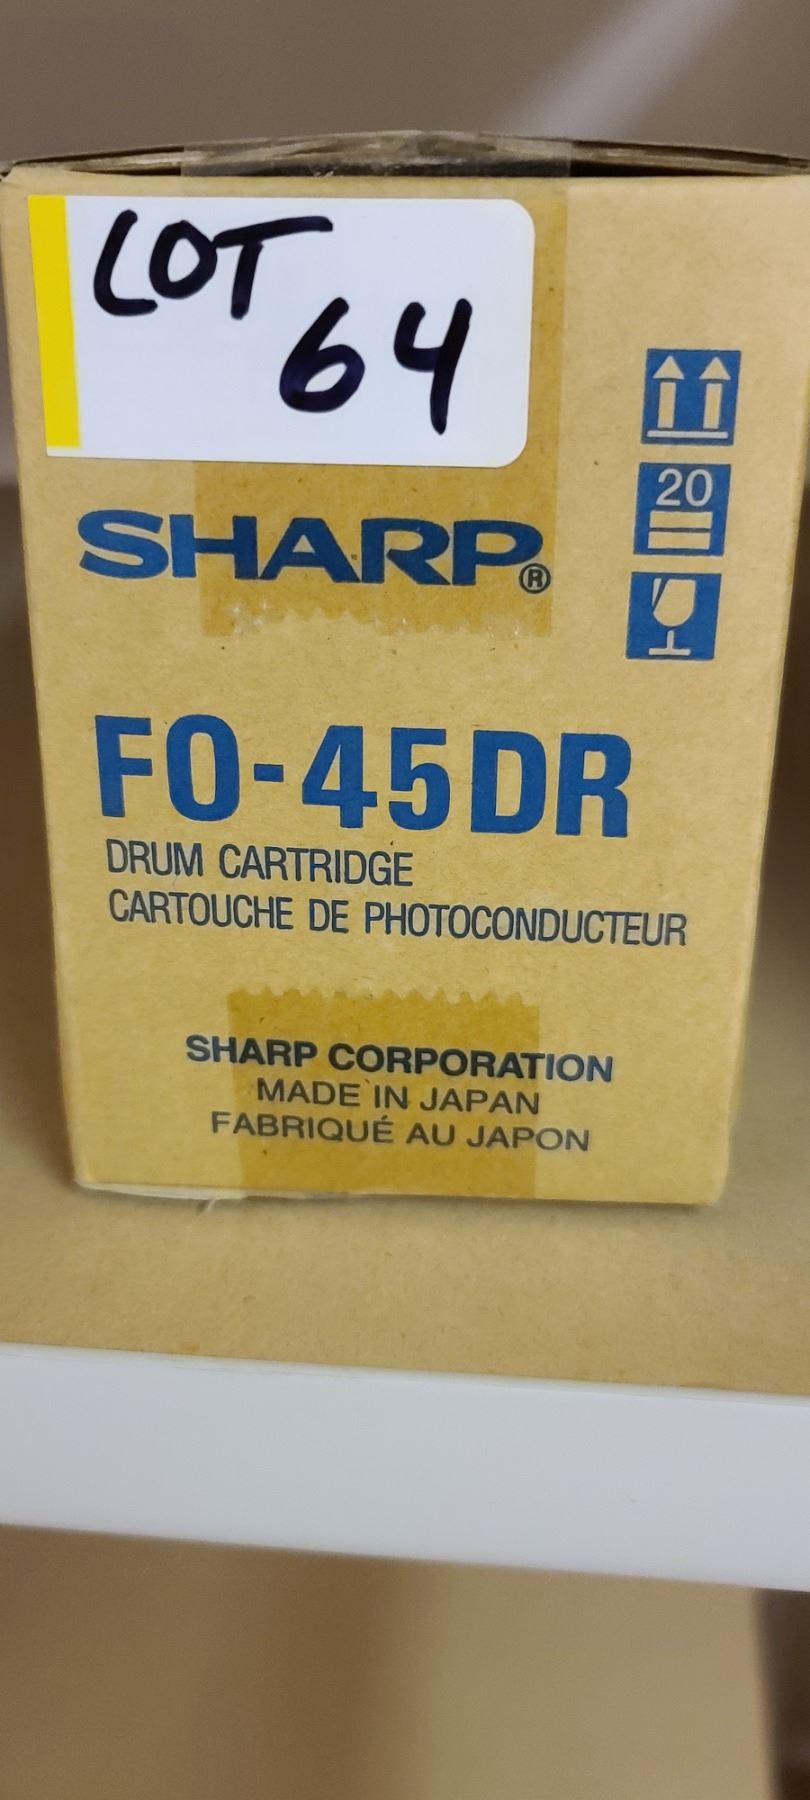 LOT
64
20
SHARP®
FO-45DR
DRUM CARTRIDGE
CARTOUCHE DE PHOTOCONDUCTEUR
SHARP CORPORATION
MADE IN JAPAN
FABRIQUÉ AU JAPON